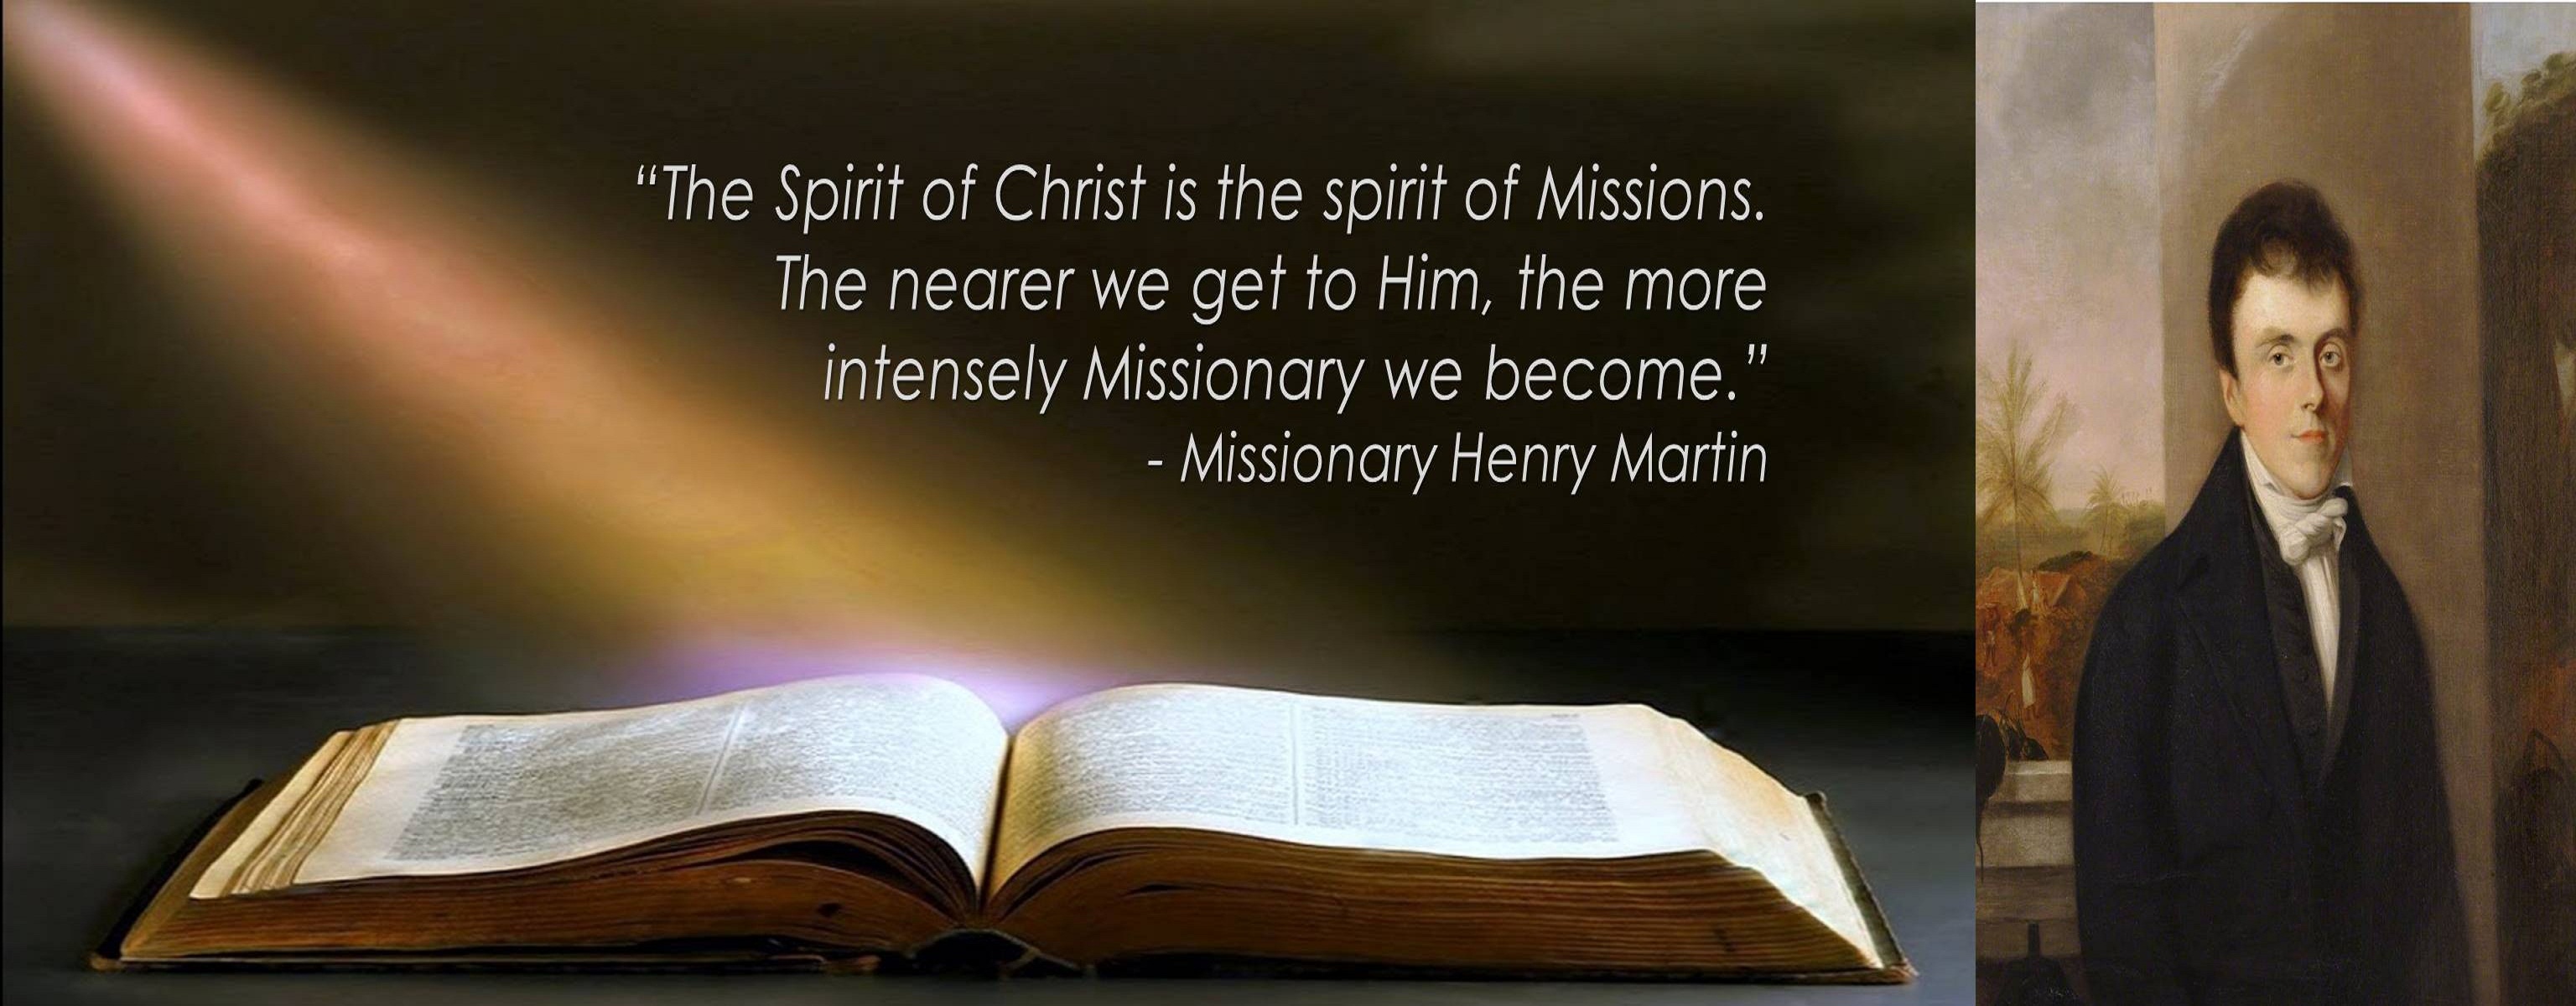 “The Spirit of Christ is the spirit of Missions.
The nearer we get to Him, the more
intensely Missionary we become.”
- Missionary Henry Martin